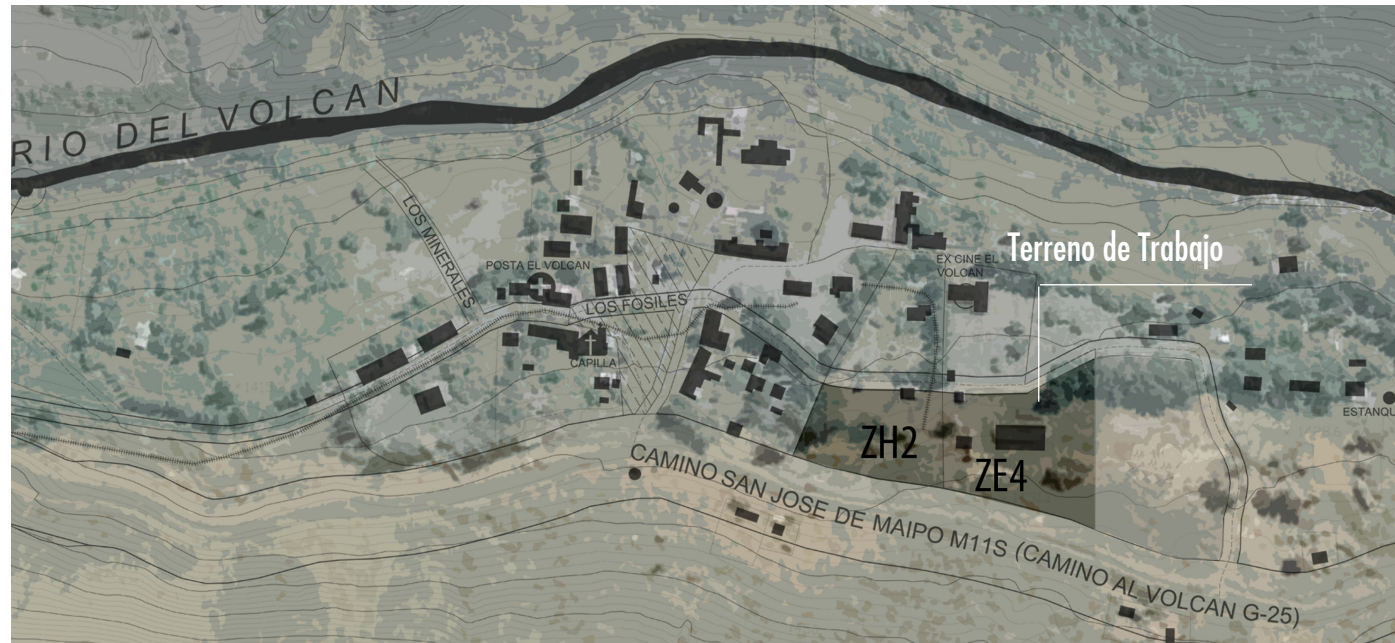 RIO DEL VOLCAN
LOS MINERALES
POSTA EL VOLCAN
LOS FOSILES
CAPILLA
EX CINE EL
VOLCAN
Terreno de Trabajo
ESTANQU
ZH2
ZE4
CAMINO SAN JOSE DE MAIPO M11S (CAMINO AL VOLCAN G-25)